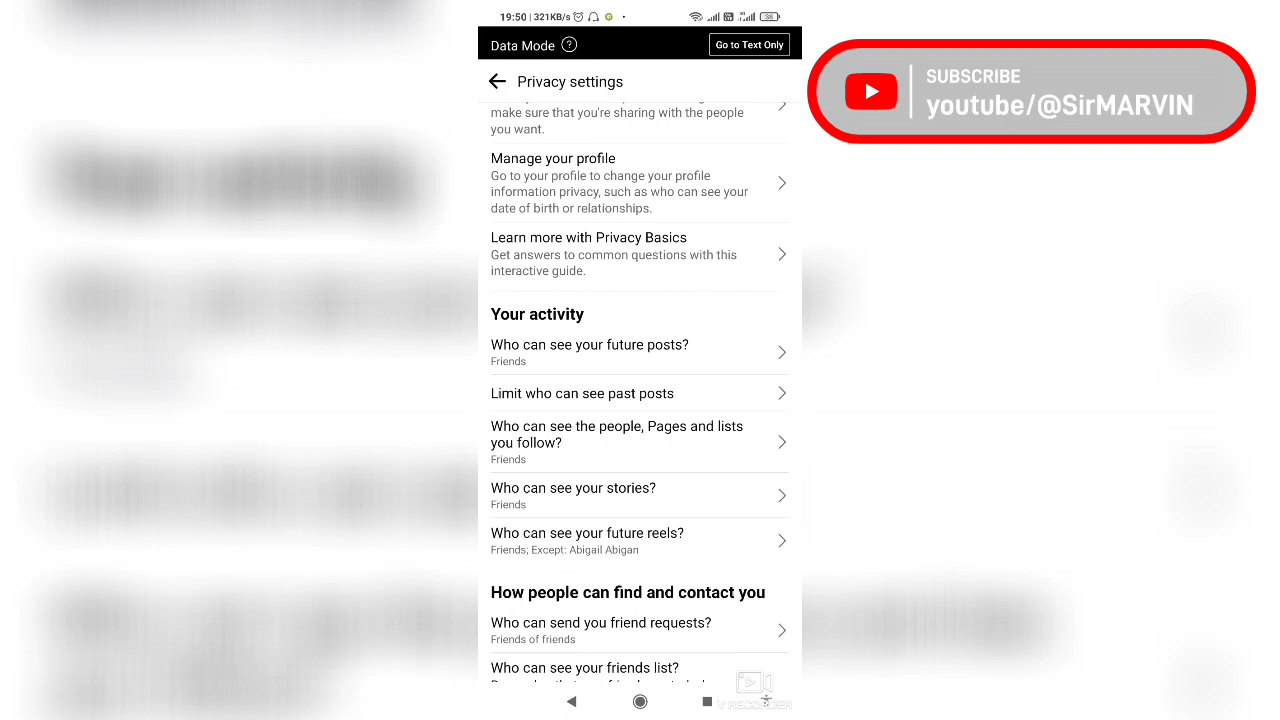 19:50 | 321KB/s
38
Data Mode ?
Go to Text Only
Privacy settings
make sure that you're sharing with the people
you want.
Manage your profile
Go to your profile to change your profile
information privacy, such as who can see your
date of birth or relationships.
Learn more with Privacy Basics
Get answers to common questions with this
interactive guide.
Your activity
Who can see your future posts?
Friends
Limit who can see past posts
Who can see the people, Pages and lists
you follow?
Friends
Who can see your stories?
Friends
Who can see your future reels?
Friends; Except: Abigail Abigan
How people can find and contact you
Who can send you friend requests?
Friends of friends
Who can see your friends list?
V RECORDER
SUBSCRIBE
youtube/@SirMARVIN